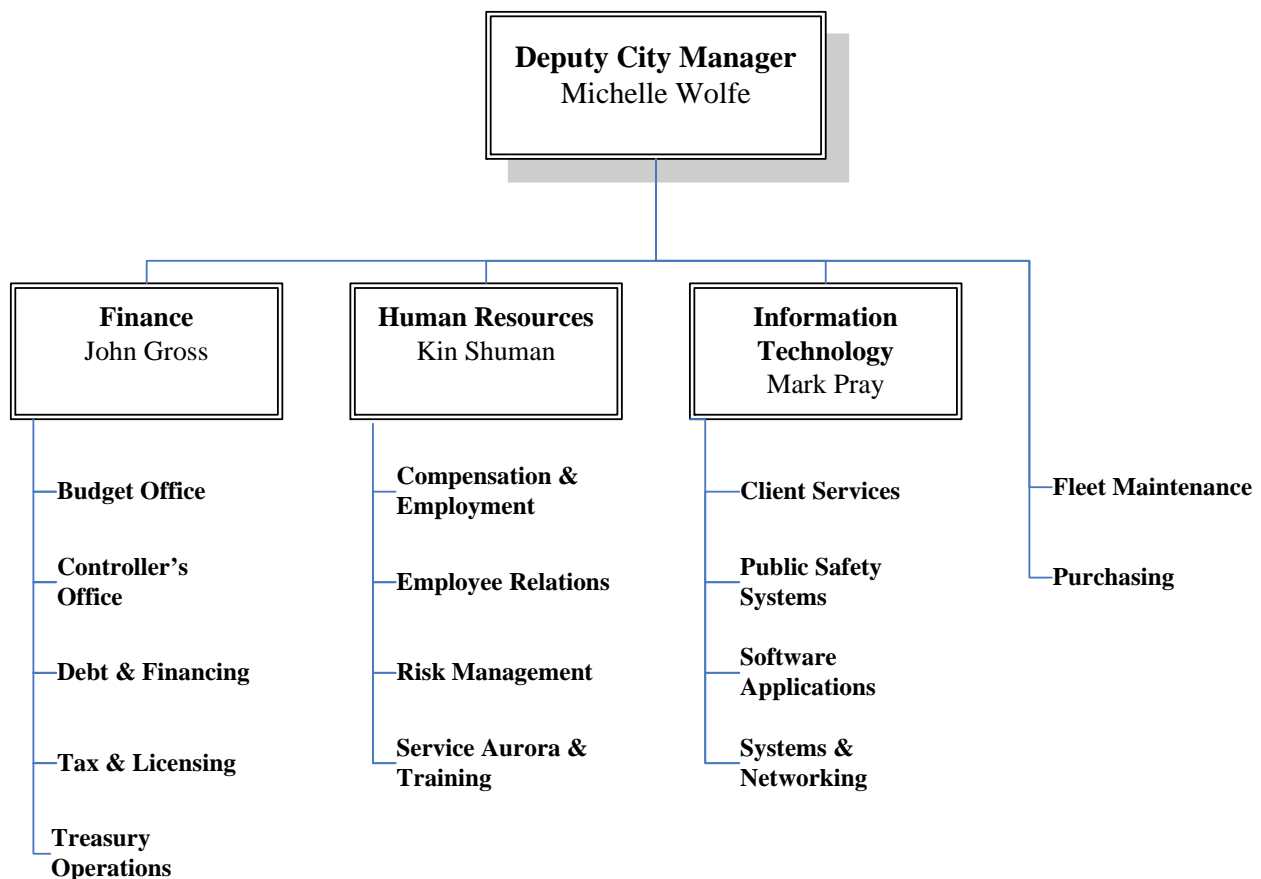 Deputy City Manager
Michelle Wolfe
Finance
John Gross
Human Resources
Kin Shuman
Information
Technology
Mark Pray
Budget Office
Controller's
Office
Debt & Financing
Tax & Licensing
Treasury
Operations
Compensation &
Employment
Employee Relations
Risk Management
Service Aurora &
Training
Client Services
Public Safety
Systems
Software
Applications
Systems &
Networking
Fleet Maintenance
Purchasing